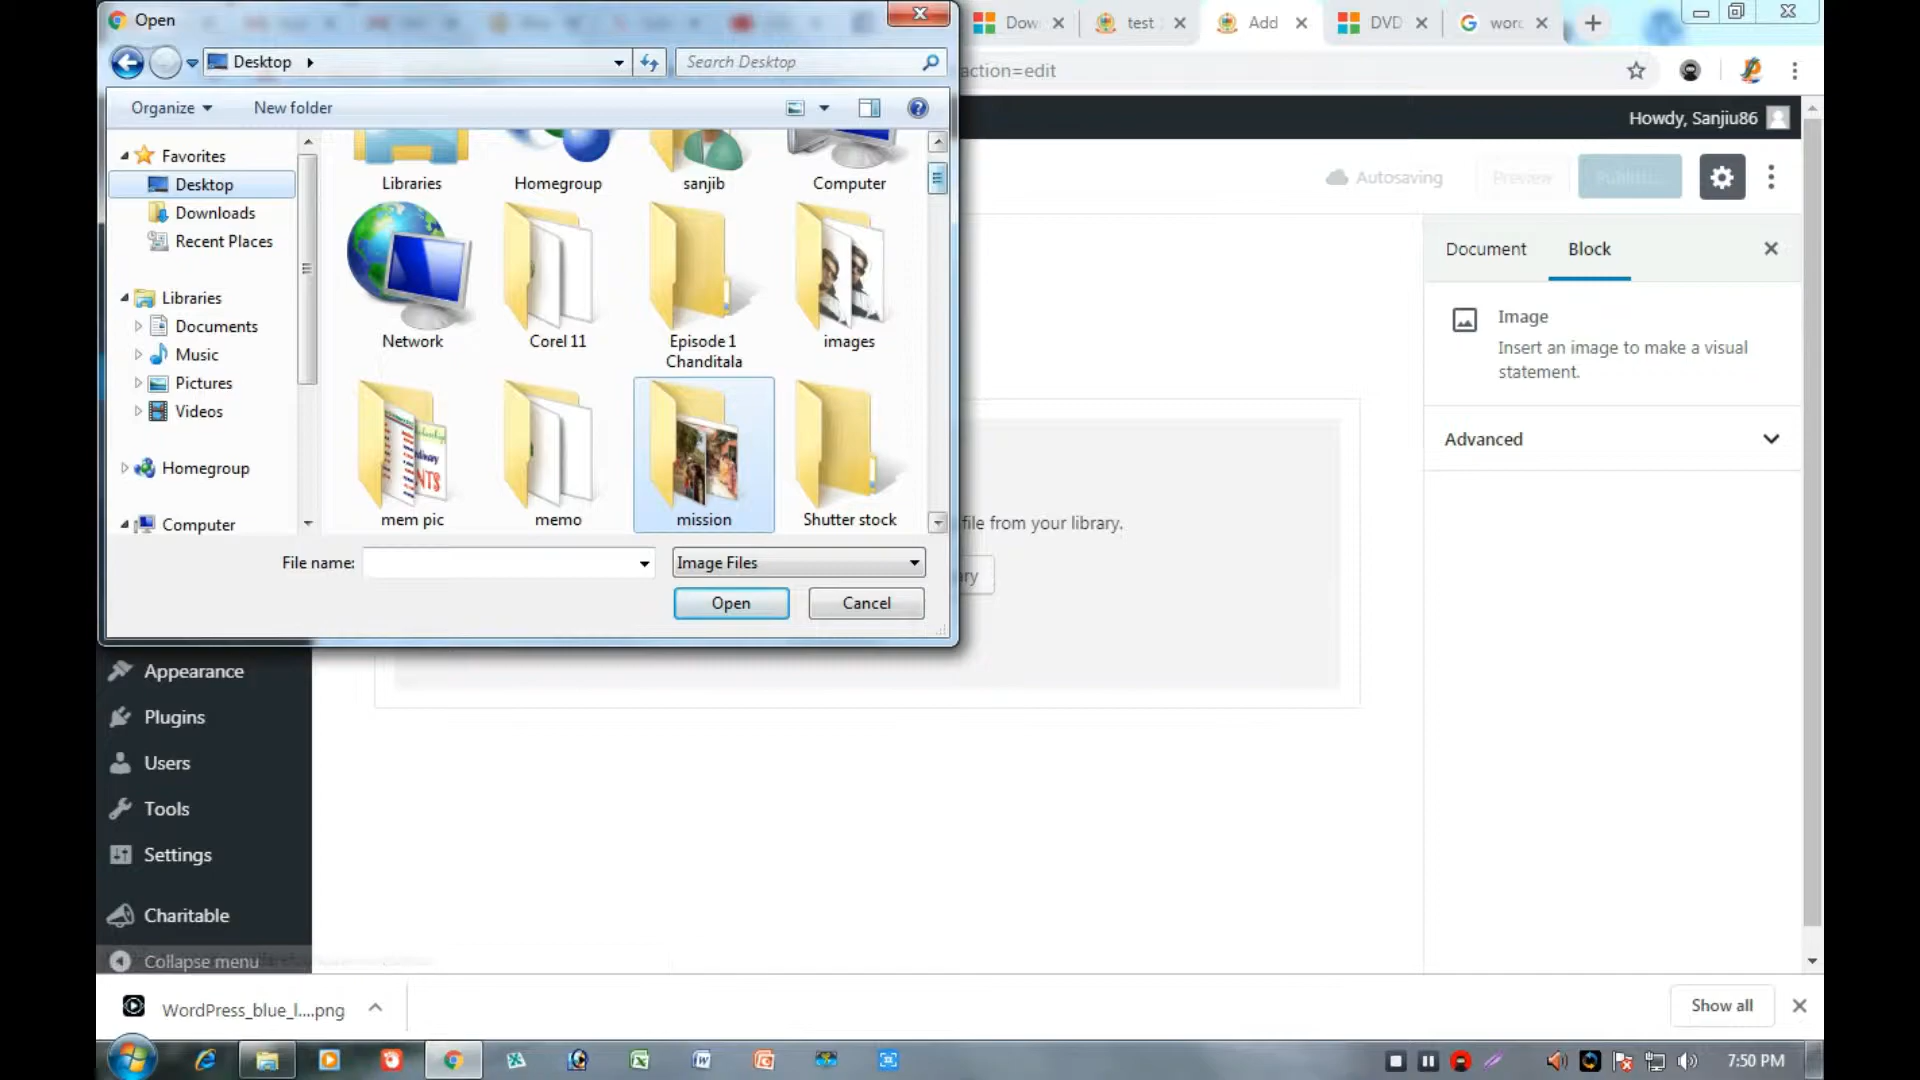 Open
Dow
test
Add
DVD
worc
Desktop
Search Desktop
action=edit
Organize
New folder
Howdy, Sanjiu86
Favorites
Desktop
Downloads
Recent Places
Libraries
Documents
Music
Pictures
Videos
Homegroup
Computer
Libraries
Homegroup
sanjib
Computer
Network
Corel 11
Episode 1
Chanditala
images
mem pic
memo
mission
Shutter stock
File name:
Image Files
Open
Cancel
Autosaving
Preview
Document
Block
Image
Insert an image to make a visual
statement.
Advanced
file from your library.
ry
Appearance
Plugins
Users
Tools
Settings
Charitable
Collapse menu
WordPress_blue_l....png
Show all
7:50 PM